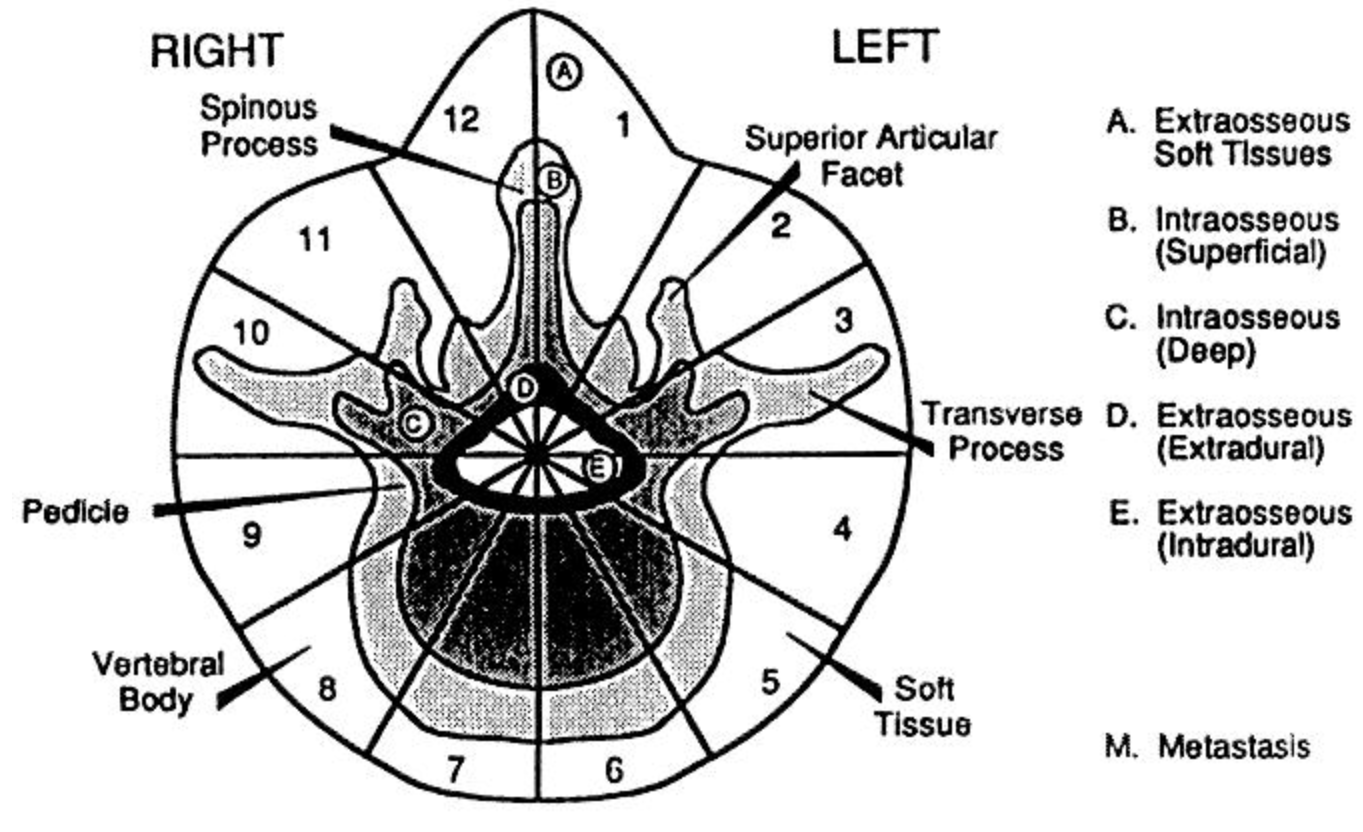 RIGHT
LEFT
A
12
1
Spinous
Process
Superior Articular
Facet
B
A. Extraosseous
Soft Tissues
B. Intraosseous
(Superficial)
C. Intraosseous
(Deep)
D. Extraosseous
(Extradural)
E. Extraosseous
(Intradural)
M. Metastasis
11
2
10
3
D
C
E
Transverse
Process
Pedicle
9
4
Vertebral
Body
8
5
Soft
Tissue
7
6